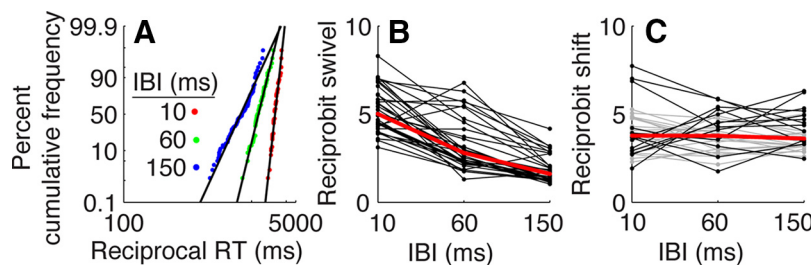 A
99.9
90
50
10
0.1
Percent
cumulative frequency
IBI (ms)
10
60
150
100
5000
Reciprocal RT (ms)
B
10
5
0
Reciprobit swivel
10
60
150
IBI (ms)
C
10
5
0
Reciprobit shift
10
60
150
IBI (ms)